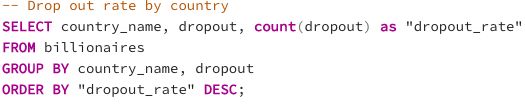 -- Drop out rate by country
SELECT country_name, dropout, count(dropout) as "dropout_rate"
FROM billionaires
GROUP BY country_name, dropout
ORDER BY "dropout_rate" DESC;